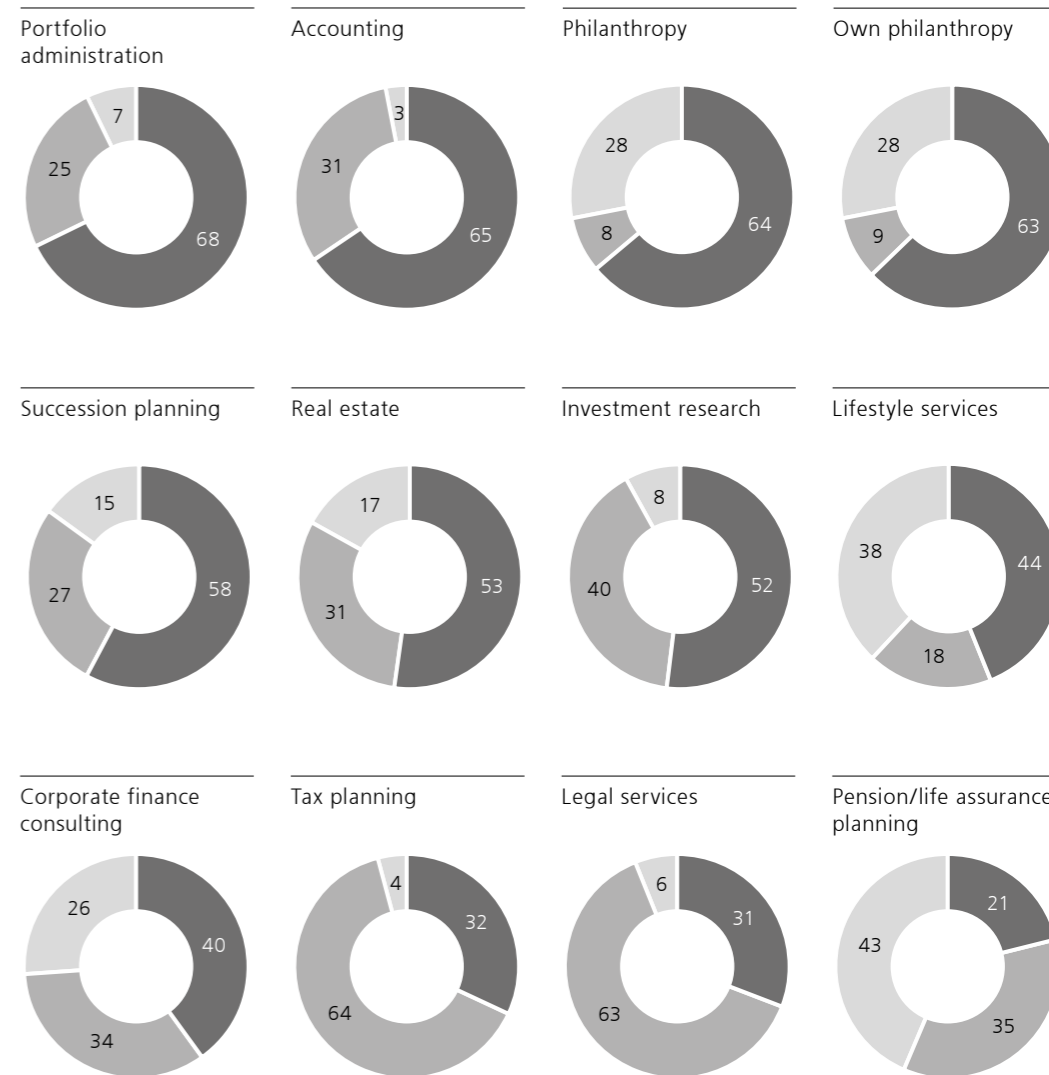 Portfolio
administration
Accounting
Philanthropy
Own philanthropy
7
25
68
3
31
65
28
8
64
28
9
63
Succession planning
Real estate
Investment research
Lifestyle services
15
27
58
17
31
53
8
40
52
38
18
44
Corporate finance
consulting
Tax planning
Legal services
Pension/life assurance
planning
26
40
34
4
32
64
6
31
63
21
43
35